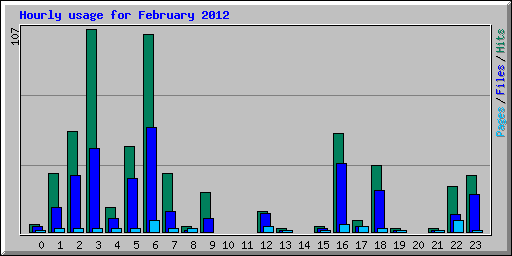 Hourly usage for February 2012
107
Pages/Files/Hits
0 1 2 3 4 5 6 7 8 9 10 11 12 13 14 15 16 17 18 19 20 21 22 23